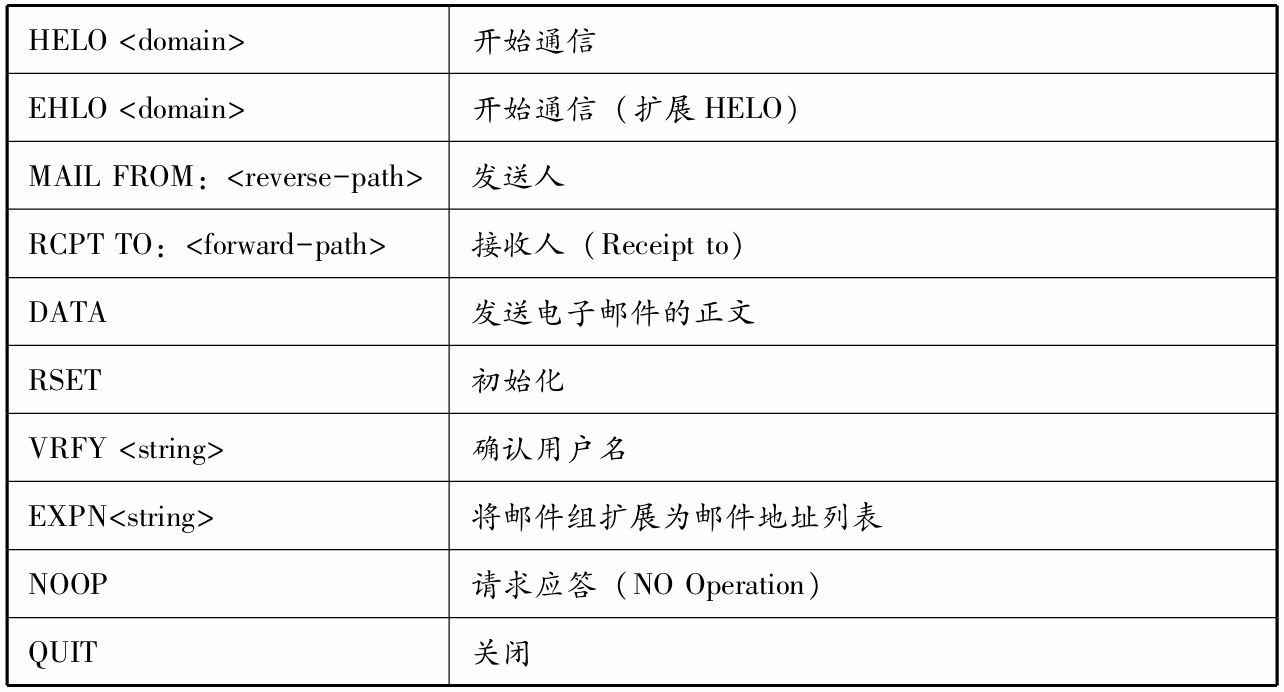 HELO <domain> 开始通信
EHLO <domain> 开始通信（扩展 HELO）
MAIL FROM：<reverse-path> 发送人
RCPT TO：<forward-path> 接收人（Receipt to）
DATA 发送电子邮件的正文
RSET 初始化
VRFY <string> 确认用户名
EXPN<string> 将邮件组扩展为邮件地址列表
NOOP 请求应答（NO Operation）
QUIT 关闭